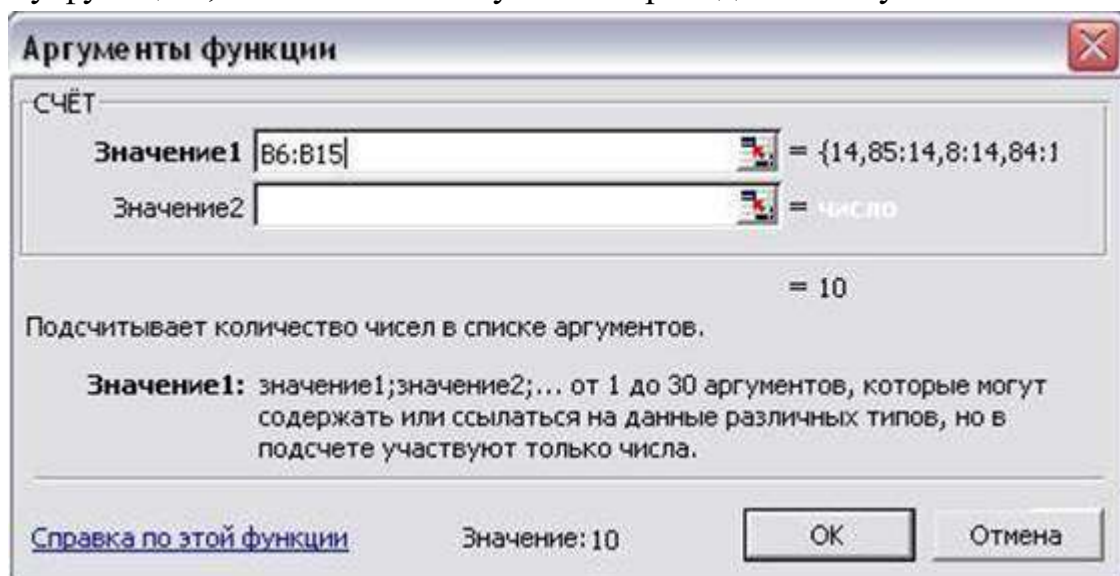 Аргументы функции
СЧЁТ
Значение1 B6:B15 = {14,85:14,8:14,84:1
Значение2 = число
= 10
Подсчитывает количество чисел в списке аргументов.
Значение1: значение1;значение2;... от 1 до 30 аргументов, которые могут
содержать или ссылаться на данные различных типов, но в
подсчете участвуют только числа.
Справка по этой функции Значение:10 ОК Отмена